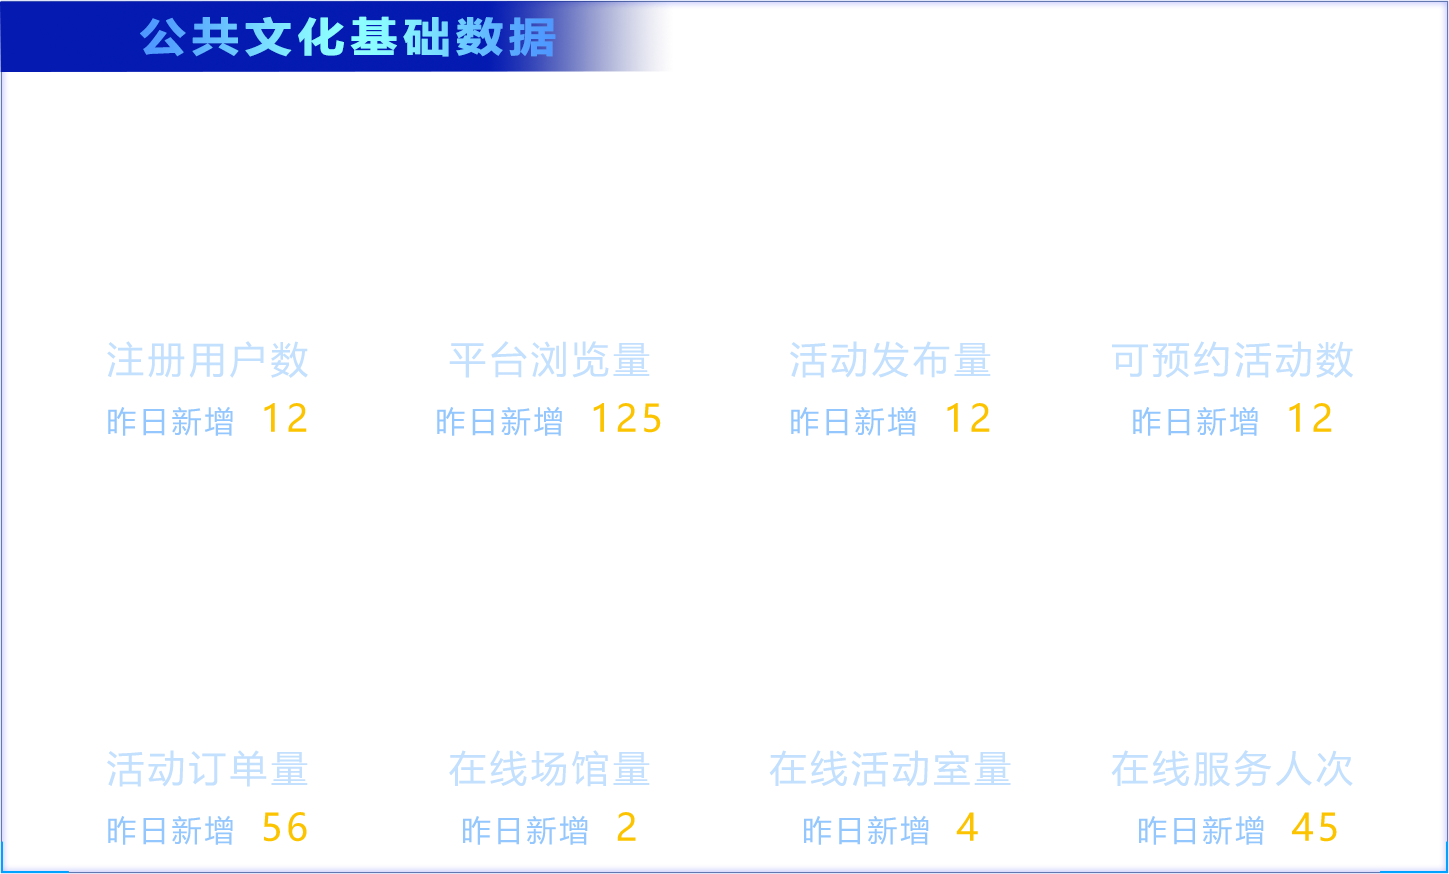 公共文化基础数据
注册用户数 平台浏览量 活动发布量 可预约活动数
昨日新增 12 昨日新增 125 昨日新增 12 昨日新增 12
活动订单量 在线场馆量 在线活动室量 在线服务人次
昨日新增 56 昨日新增 2 昨日新增 4 昨日新增 45